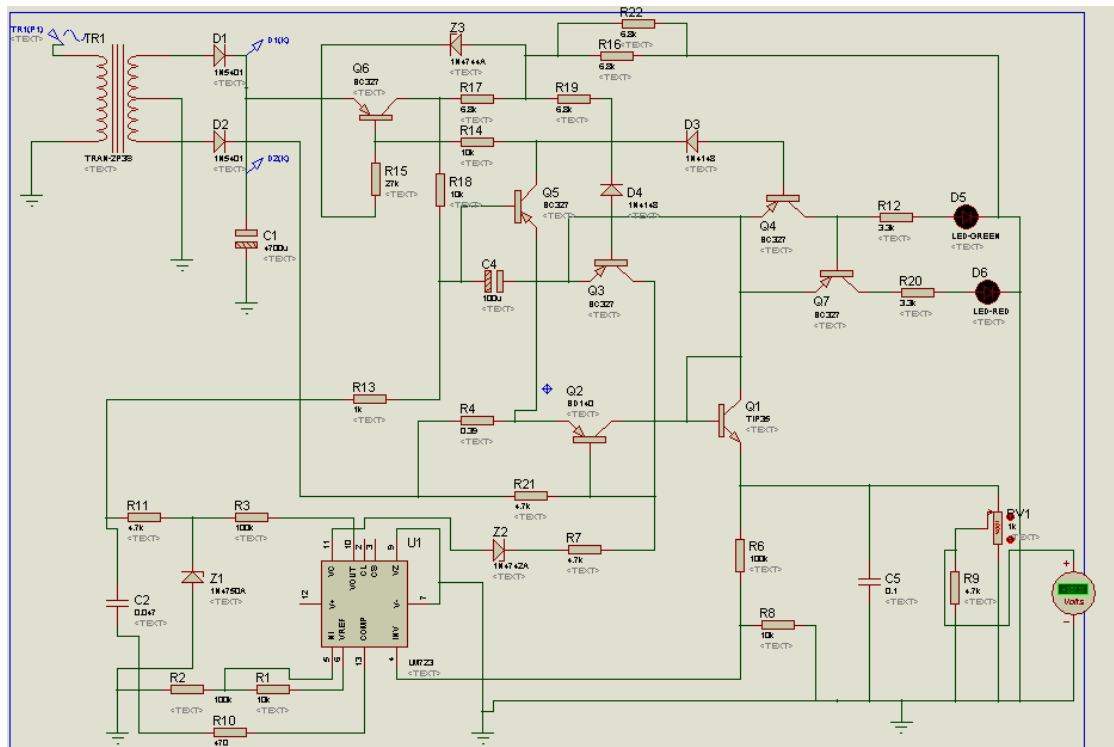 TR1(P1)
<TEXT>
TR1
TRAN-2P3S
<TEXT>
D1
1N5401
<TEXT>
D1(K)
D2
1N5401
<TEXT>
D2(K)
C1
4700u
<TEXT>
Q6
BC327
<TEXT>
Z3
1N4744A
<TEXT>
R22
6.8k
<TEXT>
R16
6.8k
<TEXT>
R17
6.8k
<TEXT>
R19
6.8k
<TEXT>
R14
10k
<TEXT>
D3
1N4148
<TEXT>
R15
27k
<TEXT>
R18
10k
<TEXT>
Q5
BC327
<TEXT>
D4
1N4148
<TEXT>
Q4
BC327
<TEXT>
R12
3.3k
<TEXT>
D5
LED-GREEN
<TEXT>
C4
100u
<TEXT>
Q3
BC327
<TEXT>
Q7
BC327
<TEXT>
R20
3.3k
<TEXT>
D6
LED-RED
<TEXT>
R13
1k
<TEXT>
R4
0.39
<TEXT>
Q2
BD140
<TEXT>
Q1
TIP35
<TEXT>
R21
4.7k
<TEXT>
R11
4.7k
<TEXT>
R3
100k
<TEXT>
Z2
1N4742A
<TEXT>
R7
4.7k
<TEXT>
RV1
1k
<TEXT>
Z1
1N4750A
<TEXT>
C2
0.047
<TEXT>
U1
LM723
<TEXT>
11
10
2
3
9
12
7
5
6
13
4
VC
VOUT
CL
CS
VZ
V+
V-
NI
VREF
COMP
INV
R6
100k
<TEXT>
R8
10k
<TEXT>
C5
0.1
<TEXT>
R9
4.7k
<TEXT>
+
Volts
-
R2
100k
<TEXT>
R1
10k
<TEXT>
R10
470
<TEXT>